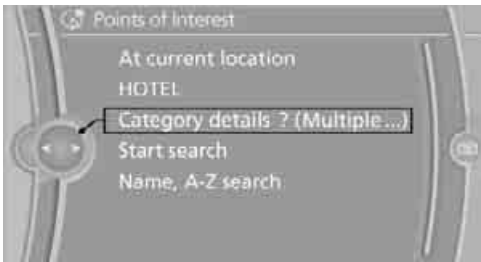 Points of Interest
At current location
HOTEL
Category details ? (Multiple ...)
Start search
Name, A-Z search